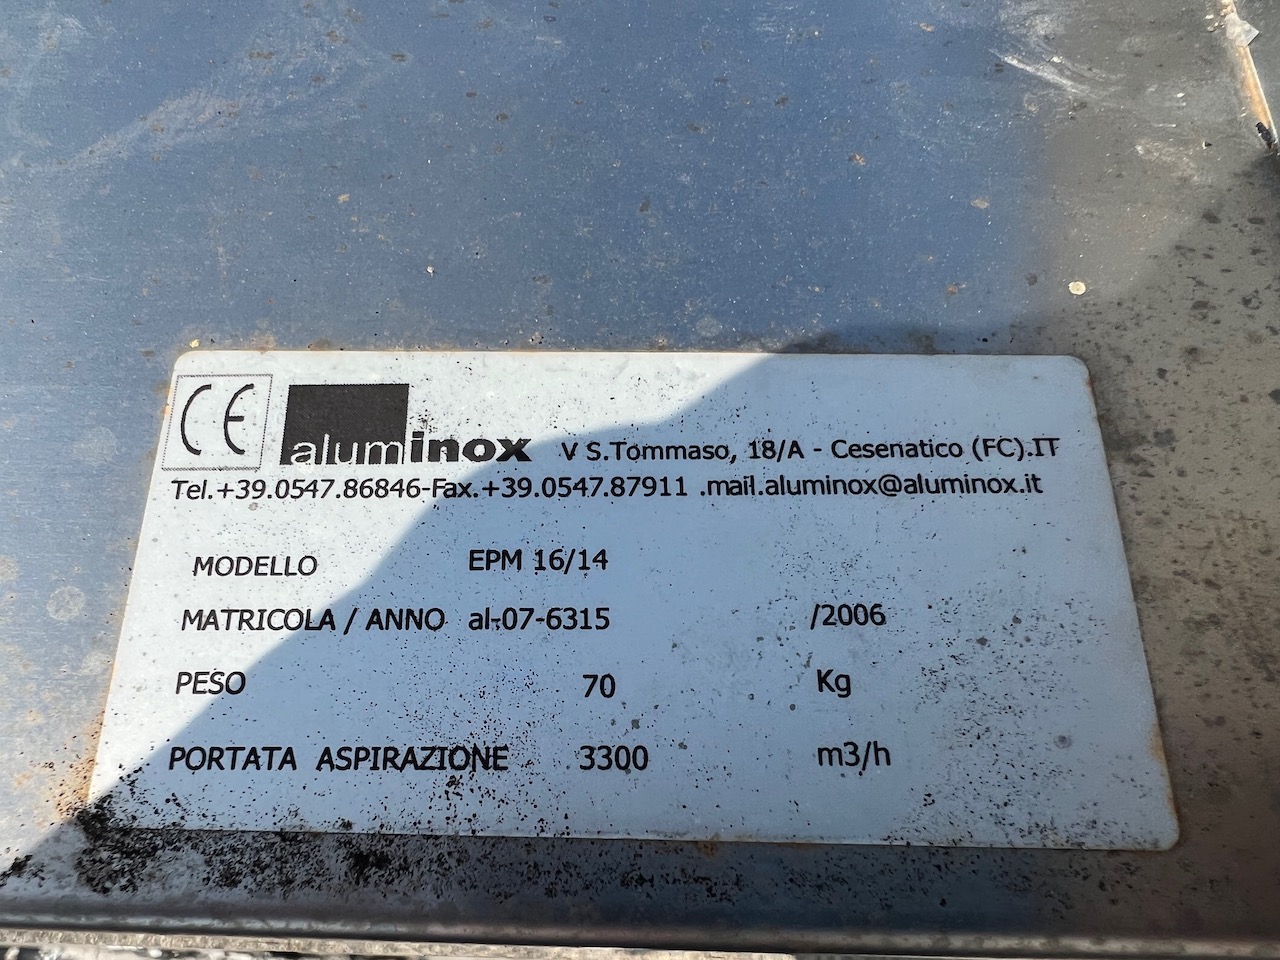 CE aluminox V S.Tommaso, 18/A - Cesenatico (FC).IT
Tel.+39.0547.86846-Fax.+39.0547.87911 .mail.aluminox@aluminox.it
MODELLO EPM 16/14
MATRICOLA / ANNO al-07-6315 /2006
PESO 70 Kg
PORTATA ASPIRAZIONE 3300 m3/h